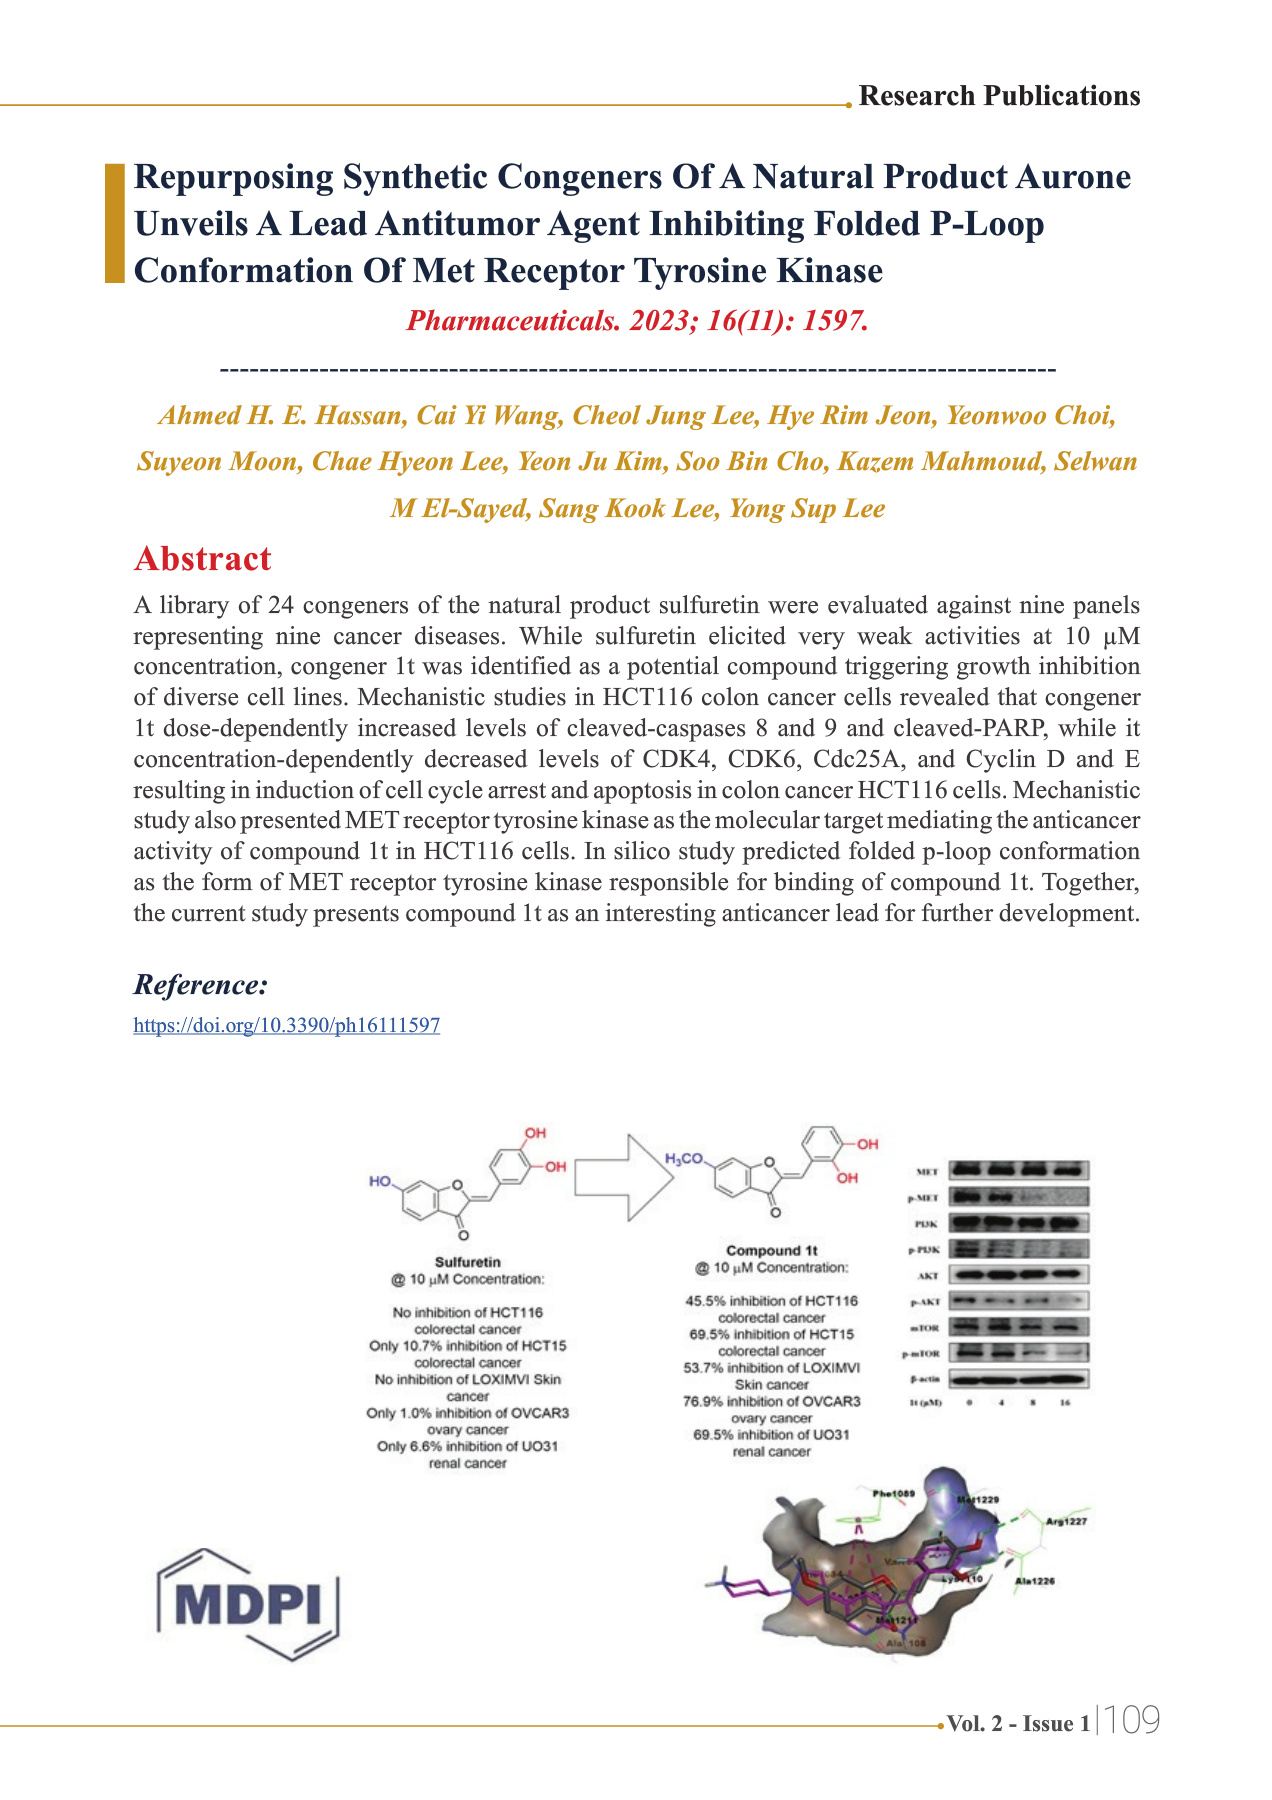 Research Publications
Repurposing Synthetic Congeners Of A Natural Product Aurone
Unveils A Lead Antitumor Agent Inhibiting Folded P-Loop
Conformation Of Met Receptor Tyrosine Kinase
Pharmaceuticals. 2023; 16(11): 1597.
--------------------------------------------------------------------------------------
Ahmed H. E. Hassan, Cai Yi Wang, Cheol Jung Lee, Hye Rim Jeon, Yeonwoo Choi,
Suyeon Moon, Chae Hyeon Lee, Yeon Ju Kim, Soo Bin Cho, Kazem Mahmoud, Selwan
M El-Sayed, Sang Kook Lee, Yong Sup Lee
Abstract
A library of 24 congeners of the natural product sulfuretin were evaluated against nine panels
representing nine cancer diseases. While sulfuretin elicited very weak activities at 10 µM
concentration, congener 1t was identified as a potential compound triggering growth inhibition
of diverse cell lines. Mechanistic studies in HCT116 colon cancer cells revealed that congener
1t dose-dependently increased levels of cleaved-caspases 8 and 9 and cleaved-PARP, while it
concentration-dependently decreased levels of CDK4, CDK6, Cdc25A, and Cyclin D and E
resulting in induction of cell cycle arrest and apoptosis in colon cancer HCT116 cells. Mechanistic
study also presented MET receptor tyrosine kinase as the molecular target mediating the anticancer
activity of compound 1t in HCT116 cells. In silico study predicted folded p-loop conformation
as the form of MET receptor tyrosine kinase responsible for binding of compound 1t. Together,
the current study presents compound 1t as an interesting anticancer lead for further development.
Reference:
https://doi.org/10.3390/ph16111597
OH
OH
HO
O
O
Sulfuretin
@ 10 µM Concentration:
No inhibition of HCT116
colorectal cancer
Only 10.7% inhibition of HCT15
colorectal cancer
No inhibition of LOXIMVI Skin
cancer
Only 1.0% inhibition of OVCAR3
ovary cancer
Only 6.6% inhibition of UO31
renal cancer
H₃CO
O
O
OH
OH
Compound 1t
@ 10 µM Concentration:
45.5% inhibition of HCT116
colorectal cancer
69.5% inhibition of HCT15
colorectal cancer
53.7% inhibition of LOXIMVI
Skin cancer
76.9% inhibition of OVCAR3
ovary cancer
69.5% inhibition of UO31
renal cancer
MET
p-MET
PI3K
p-PI3K
AKT
p-AKT
mTOR
p-mTOR
β-actin
1t (µM) 0 4 8 16
Phe1089
Met1229
Arg1227
Ala1226
Met1211
MDPI
Vol. 2 - Issue 1 | 109